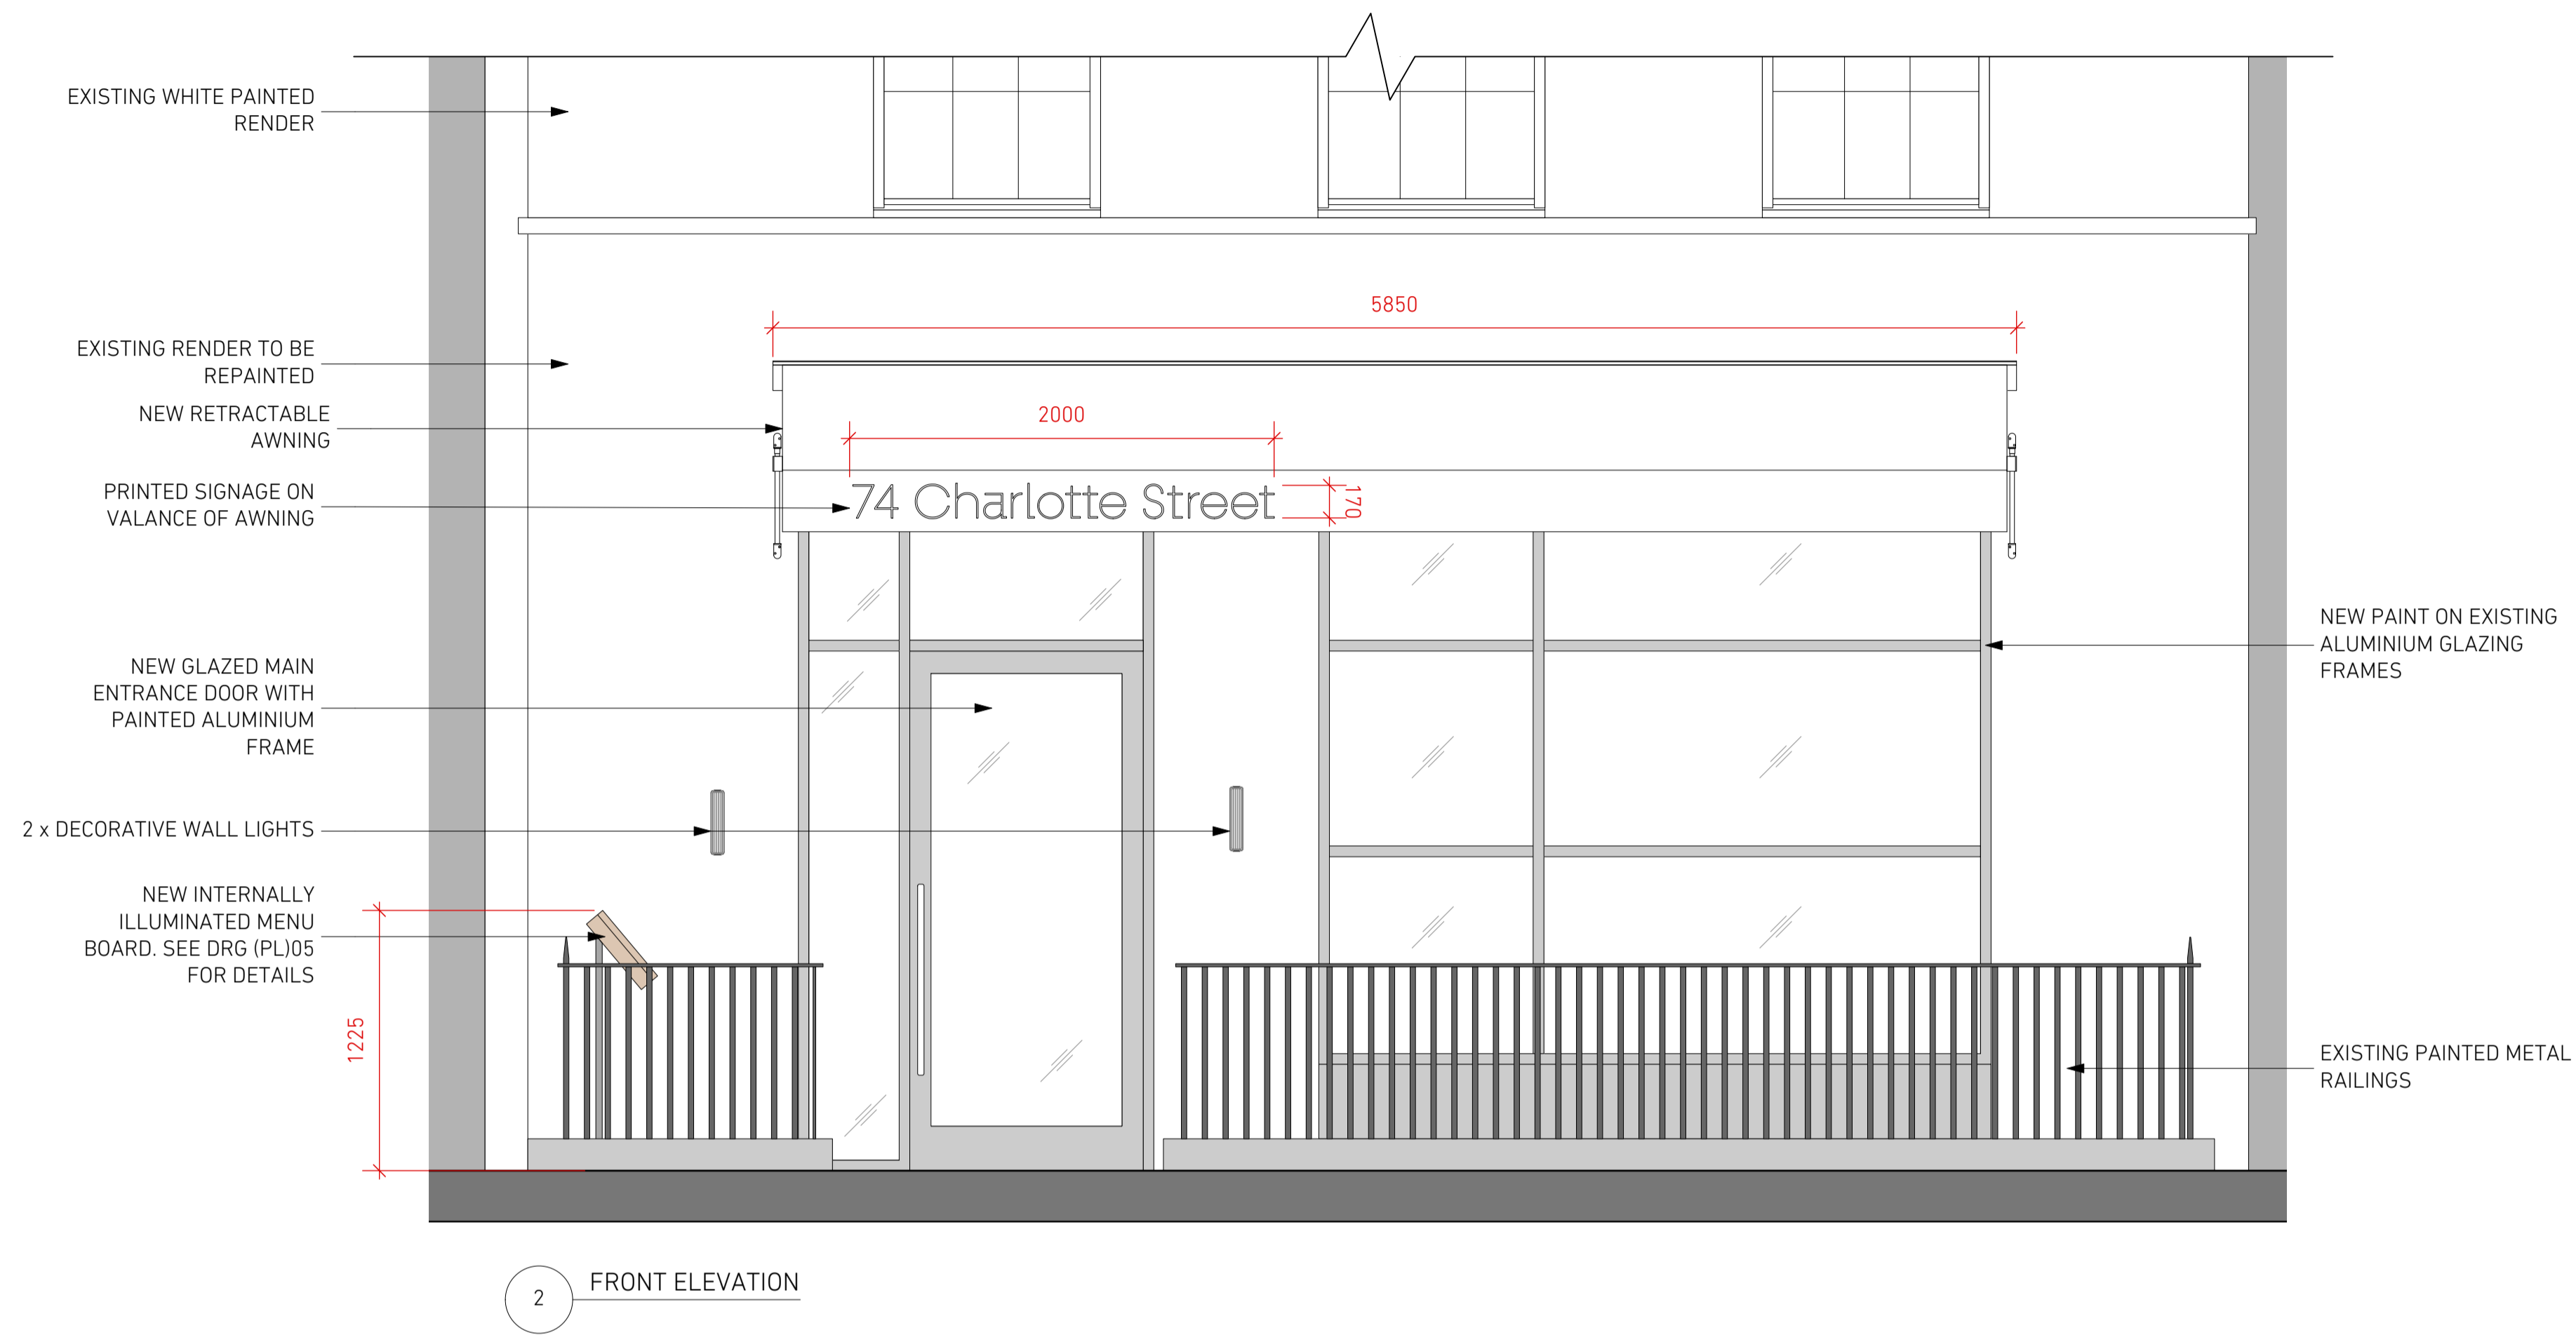 EXISTING WHITE PAINTED
RENDER
5850
EXISTING RENDER TO BE
REPAINTED
NEW RETRACTABLE
AWNING
2000
PRINTED SIGNAGE ON
VALANCE OF AWNING
74 Charlotte Street
170
NEW PAINT ON EXISTING
ALUMINIUM GLAZING
FRAMES
NEW GLAZED MAIN
ENTRANCE DOOR WITH
PAINTED ALUMINIUM
FRAME
2 x DECORATIVE WALL LIGHTS
NEW INTERNALLY
ILLUMINATED MENU
BOARD. SEE DRG (PL)05
FOR DETAILS
1225
EXISTING PAINTED METAL
RAILINGS
2
FRONT ELEVATION